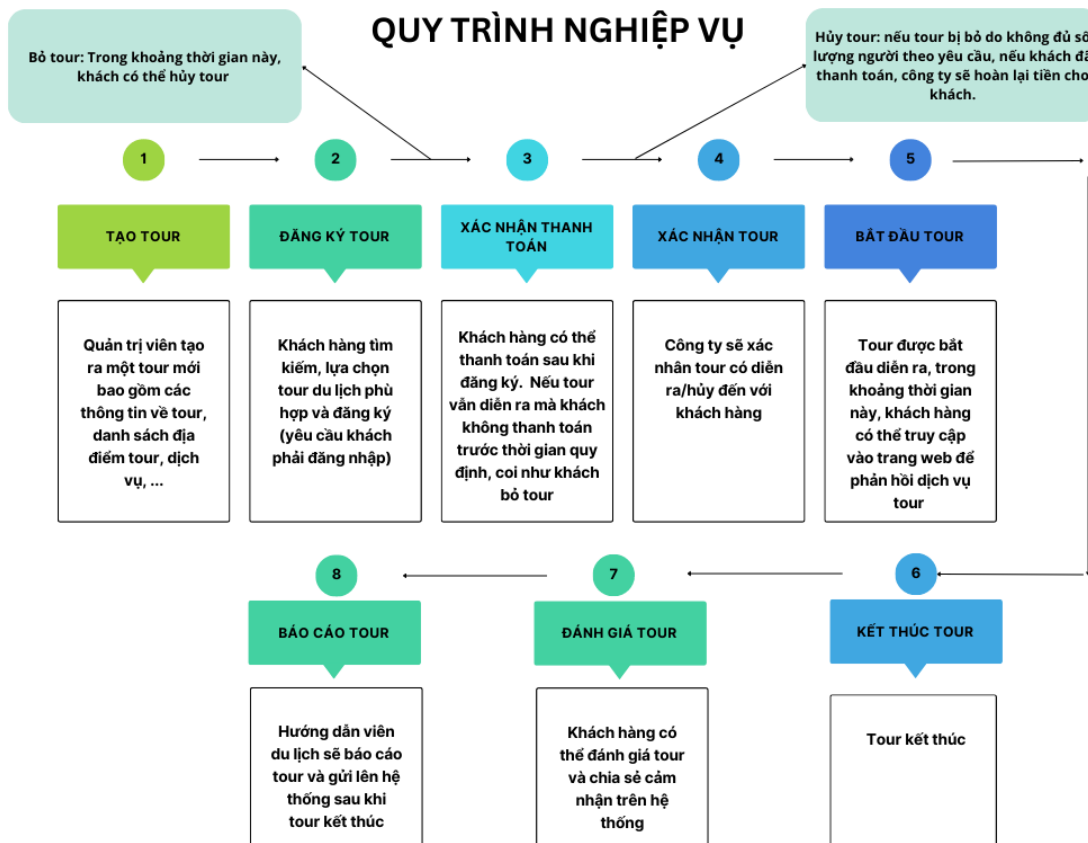 QUY TRÌNH NGHIỆP VỤ
Bỏ tour: Trong khoảng thời gian này,
khách có thể hủy tour
Hủy tour: nếu tour bị bỏ do không đủ số
lượng người theo yêu cầu, nếu khách đã
thanh toán, công ty sẽ hoàn lại tiền cho
khách.
1
2
3
4
5
TẠO TOUR
ĐĂNG KÝ TOUR
XÁC NHẬN THANH
TOÁN
XÁC NHẬN TOUR
BẮT ĐẦU TOUR
Quản trị viên tạo
ra một tour mới
bao gồm các
thông tin về tour,
danh sách địa
điểm tour, dịch
vụ, ...
Khách hàng tìm
kiếm, lựa chọn
tour du lịch phù
hợp và đăng ký
(yêu cầu khách
phải đăng nhập)
Khách hàng có thể
thanh toán sau khi
đăng ký. Nếu tour
vẫn diễn ra mà khách
không thanh toán
trước thời gian quy
định, coi như khách
bỏ tour
Công ty sẽ xác
nhân tour có diễn
ra/hủy đến với
khách hàng
Tour được bắt
đầu diễn ra, trong
khoảng thời gian
này, khách hàng
có thể truy cập
vào trang web để
phản hồi dịch vụ
tour
8
7
6
BÁO CÁO TOUR
ĐÁNH GIÁ TOUR
KẾT THÚC TOUR
Hướng dẫn viên
du lịch sẽ báo cáo
tour và gửi lên hệ
thống sau khi
tour kết thúc
Khách hàng có
thể đánh giá tour
và chia sẻ cảm
nhận trên hệ
thống
Tour kết thúc